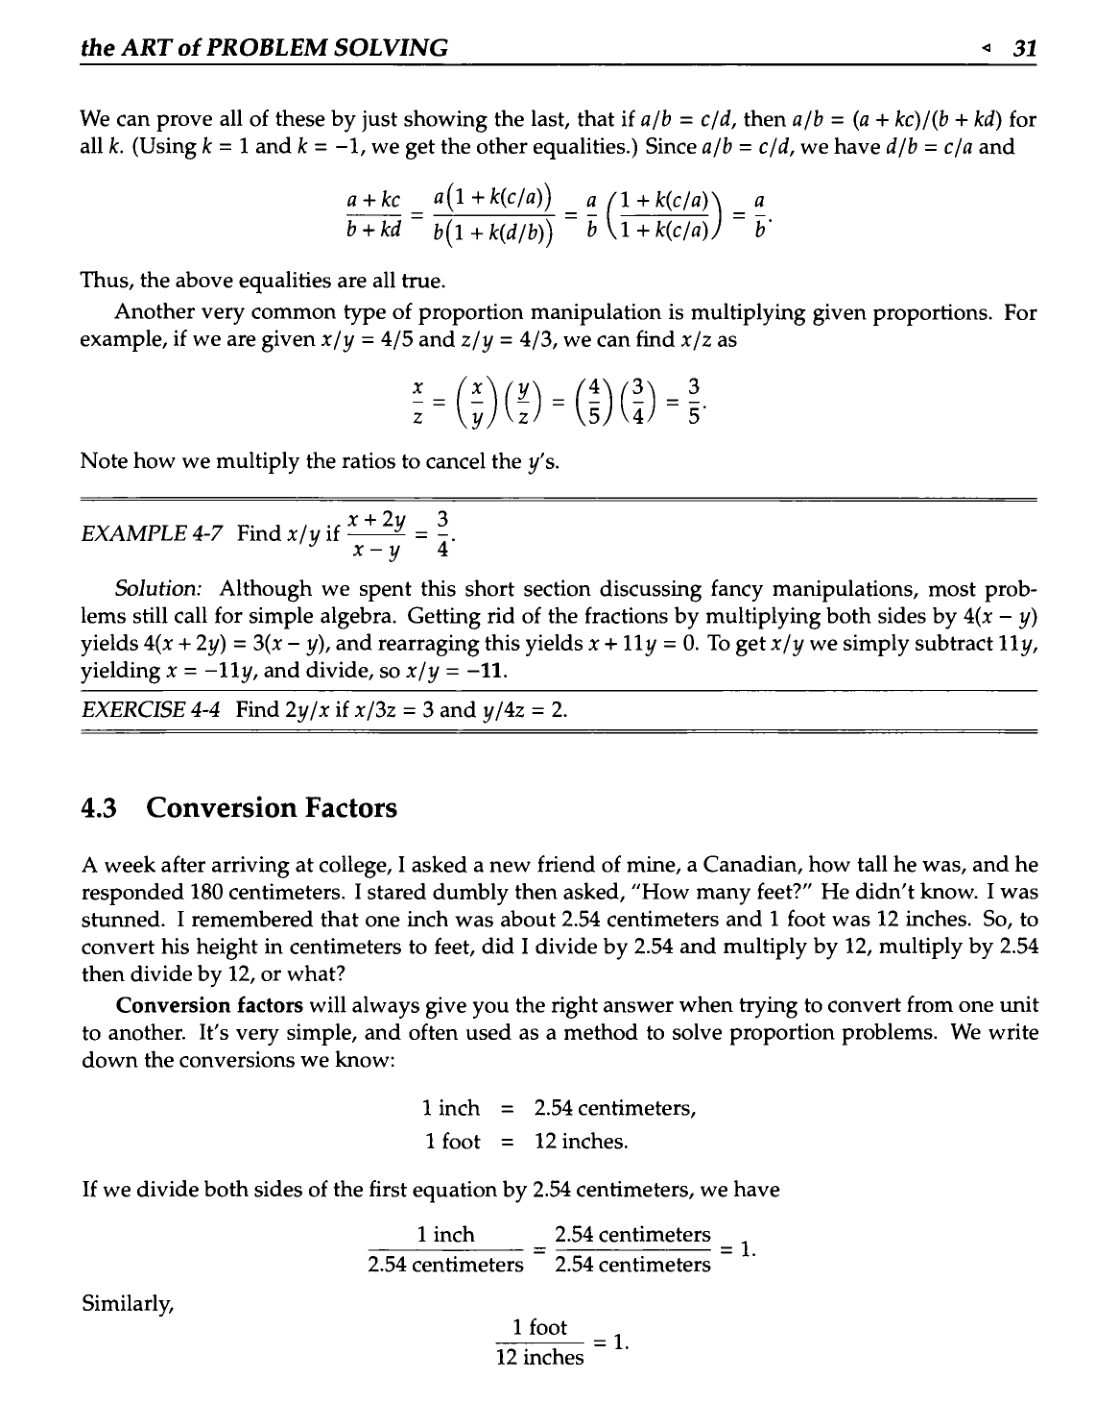 the ART of PROBLEM SOLVING ◃ 31
We can prove all of these by just showing the last, that if a/b = c/d, then a/b = (a + kc)/(b + kd) for
all k. (Using k = 1 and k = −1, we get the other equalities.) Since a/b = c/d, we have d/b = c/a and
(a + kc)/(b + kd) = a(1 + k(c/a))/b(1 + k(d/b)) = a/b ((1 + k(c/a))/(1 + k(c/a))) = a/b.
Thus, the above equalities are all true.
Another very common type of proportion manipulation is multiplying given proportions. For
example, if we are given x/y = 4/5 and z/y = 4/3, we can find x/z as
x/z = (x/y)(y/z) = (4/5)(3/4) = 3/5.
Note how we multiply the ratios to cancel the y's.
EXAMPLE 4-7 Find x/y if (x + 2y)/(x − y) = 3/4.
Solution: Although we spent this short section discussing fancy manipulations, most prob-
lems still call for simple algebra. Getting rid of the fractions by multiplying both sides by 4(x − y)
yields 4(x + 2y) = 3(x − y), and rearraging this yields x + 11y = 0. To get x/y we simply subtract 11y,
yielding x = −11y, and divide, so x/y = −11.
EXERCISE 4-4 Find 2y/x if x/3z = 3 and y/4z = 2.
4.3 Conversion Factors
A week after arriving at college, I asked a new friend of mine, a Canadian, how tall he was, and he
responded 180 centimeters. I stared dumbly then asked, "How many feet?" He didn't know. I was
stunned. I remembered that one inch was about 2.54 centimeters and 1 foot was 12 inches. So, to
convert his height in centimeters to feet, did I divide by 2.54 and multiply by 12, multiply by 2.54
then divide by 12, or what?
Conversion factors will always give you the right answer when trying to convert from one unit
to another. It's very simple, and often used as a method to solve proportion problems. We write
down the conversions we know:
1 inch = 2.54 centimeters,
1 foot = 12 inches.
If we divide both sides of the first equation by 2.54 centimeters, we have
1 inch/2.54 centimeters = 2.54 centimeters/2.54 centimeters = 1.
Similarly,
1 foot/12 inches = 1.